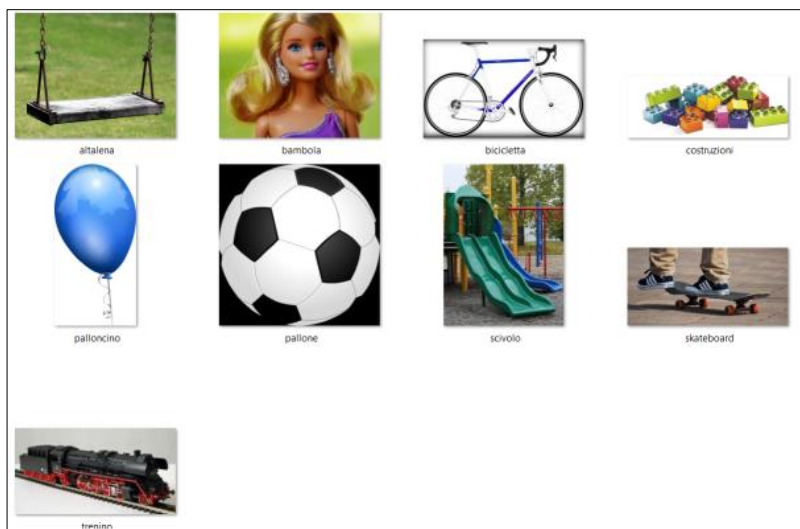 altalena
bambola
bicicletta
costruzioni
palloncino
pallone
scivolo
skateboard
trenino